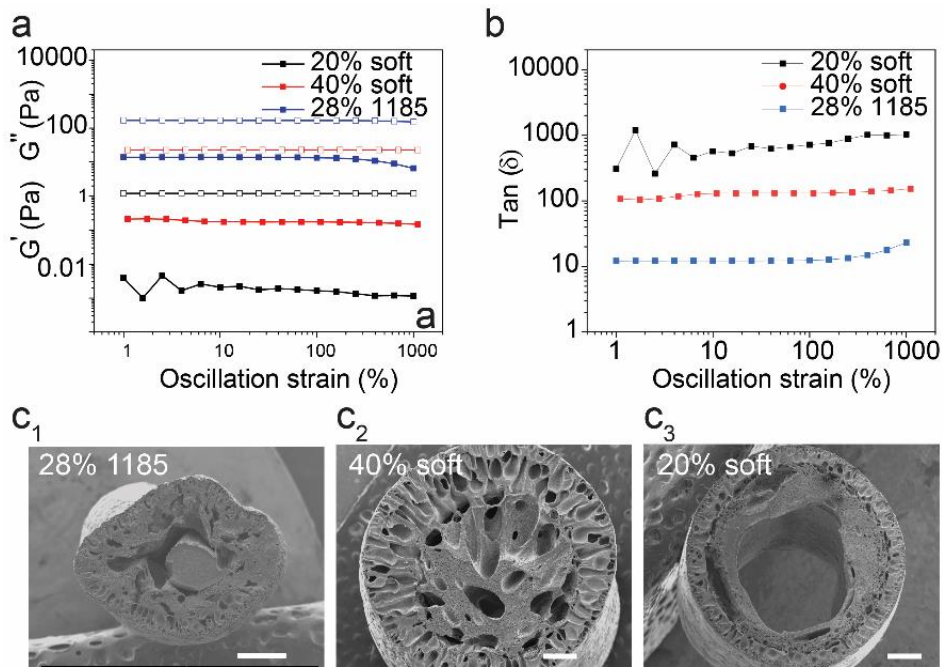 a
10000
100
1
0.01
G' (Pa) G" (Pa)
20% soft
40% soft
28% 1185
a
1
10
100
1000
Oscillation strain (%)
b
10000
1000
100
10
1
Tan (δ)
20% soft
40% soft
28% 1185
1
10
100
1000
Oscillation strain (%)
c1
28% 1185
c2
40% soft
c3
20% soft